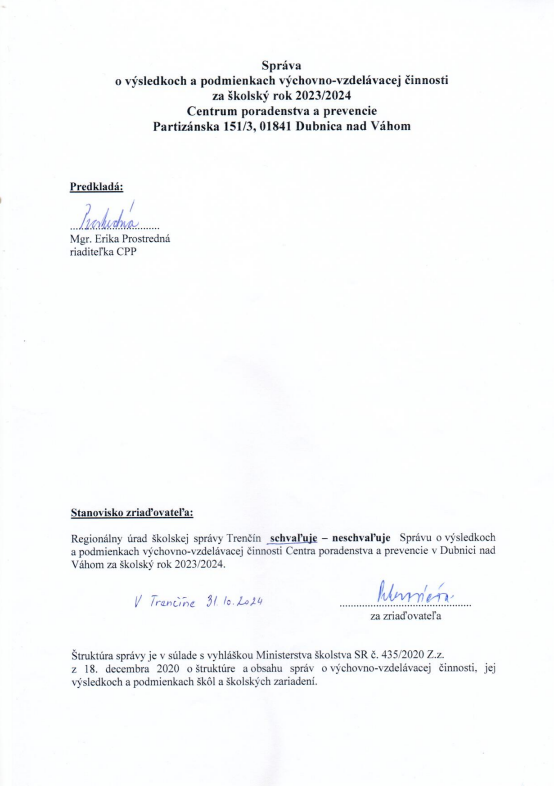 Správa
o výsledkoch a podmienkach výchovno-vzdelávacej činnosti
za školský rok 2023/2024
Centrum poradenstva a prevencie
Partizánska 151/3, 01841 Dubnica nad Váhom
Predkladá:
Prostredná
Mgr. Erika Prostredná
riaditeľka CPP
Stanovisko zriaďovateľa:
Regionálny úrad školskej správy Trenčín schvaľuje – neschvaľuje Správu o výsledkoch
a podmienkach výchovno-vzdelávacej činnosti Centra poradenstva a prevencie v Dubnici nad
Váhom za školský rok 2023/2024.
V Trenčíne 31.10.2024
za zriaďovateľa
Štruktúra správy je v súlade s vyhláškou Ministerstva školstva SR č. 435/2020 Z.z.
z 18. decembra 2020 o štruktúre a obsahu správ o výchovno-vzdelávacej činnosti, jej
výsledkoch a podmienkach škôl a školských zariadení.